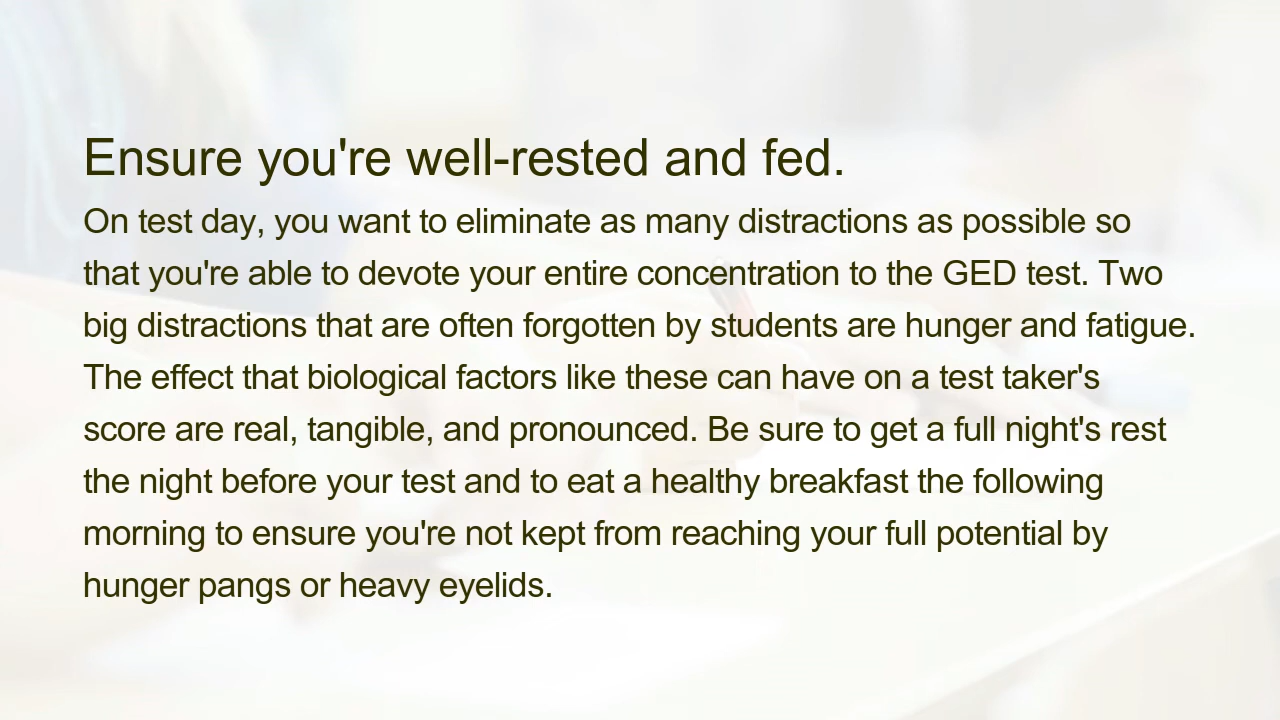 Ensure you're well-rested and fed.
On test day, you want to eliminate as many distractions as possible so
that you're able to devote your entire concentration to the GED test. Two
big distractions that are often forgotten by students are hunger and fatigue.
The effect that biological factors like these can have on a test taker's
score are real, tangible, and pronounced. Be sure to get a full night's rest
the night before your test and to eat a healthy breakfast the following
morning to ensure you're not kept from reaching your full potential by
hunger pangs or heavy eyelids.